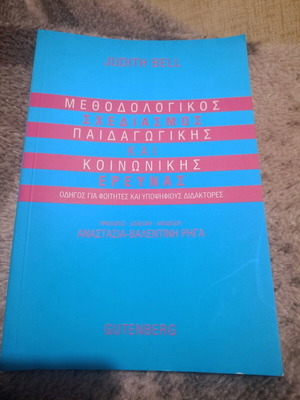 JUDITH BELL
ΜΕΘΟΔΟΛΟΓΙΚΟΣ
ΣΧΕΔΙΑΣΜΟΣ
ΠΑΙΔΑΓΩΓΙΚΗΣ
ΚΑΙ
ΚΟΙΝΩΝΙΚΗΣ
ΕΡΕΥΝΑΣ
ΟΔΗΓΟΣ ΓΙΑ ΦΟΙΤΗΤΕΣ ΚΑΙ ΥΠΟΨΗΦΙΟΥΣ ΔΙΔΑΚΤΟΡΕΣ
ΑΝΑΣΤΑΣΙΑ-ΒΑΛΕΝΤΙΝΗ ΡΗΓΑ
GUTENBERG